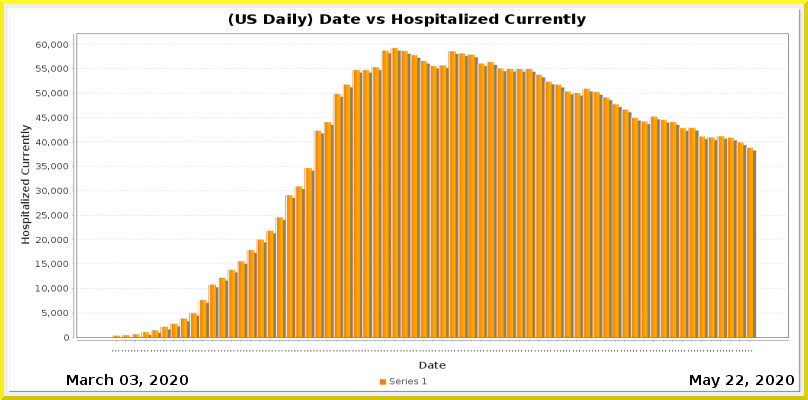 (US Daily) Date vs Hospitalized Currently
60,000
55,000
50,000
45,000
40,000
35,000
30,000
25,000
20,000
15,000
10,000
5,000
0
Hospitalized Currently
Date
March 03, 2020
Series 1
May 22, 2020